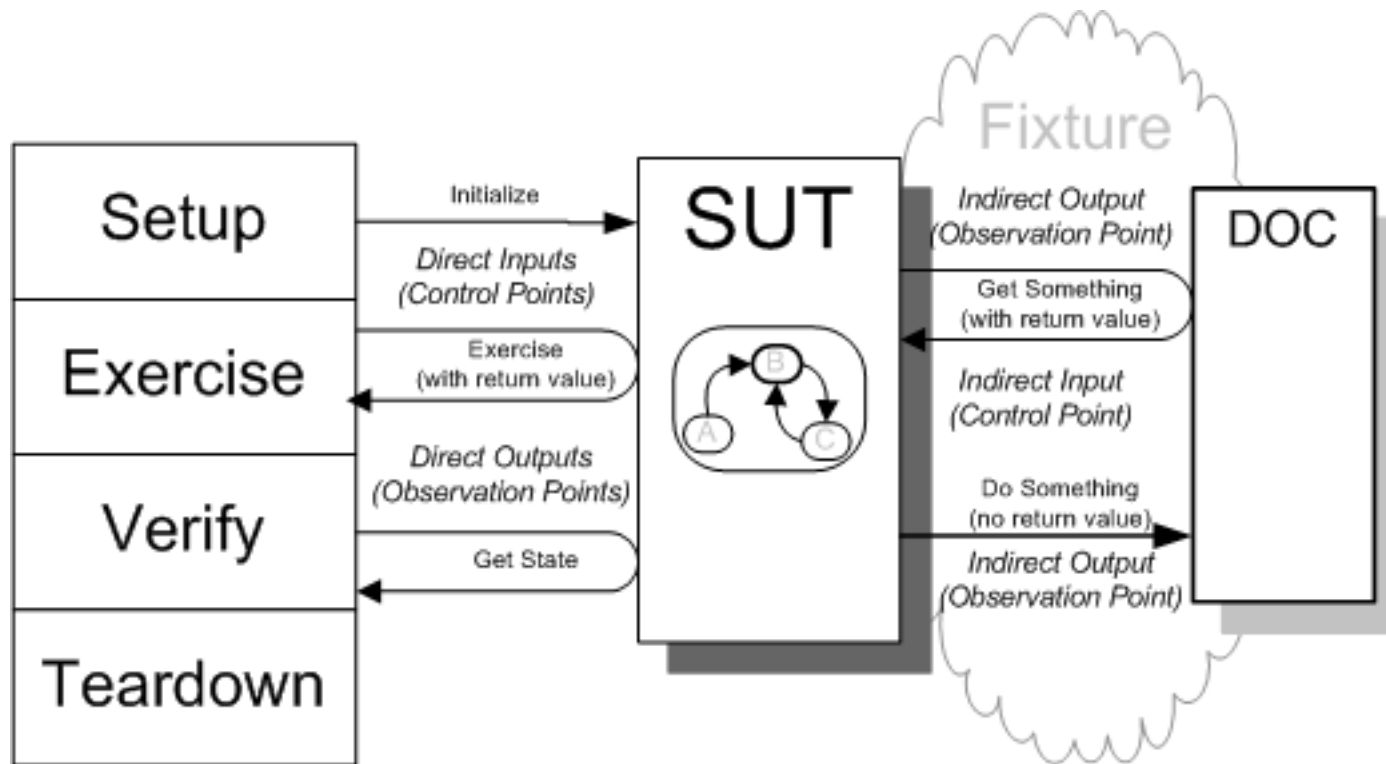 Setup
Exercise
Verify
Teardown
Initialize
Direct Inputs
(Control Points)
Exercise
(with return value)
Direct Outputs
(Observation Points)
Get State
SUT
A
B
C
Fixture
Indirect Output
(Observation Point)
Get Something
(with return value)
Indirect Input
(Control Point)
Do Something
(no return value)
Indirect Output
(Observation Point)
DOC